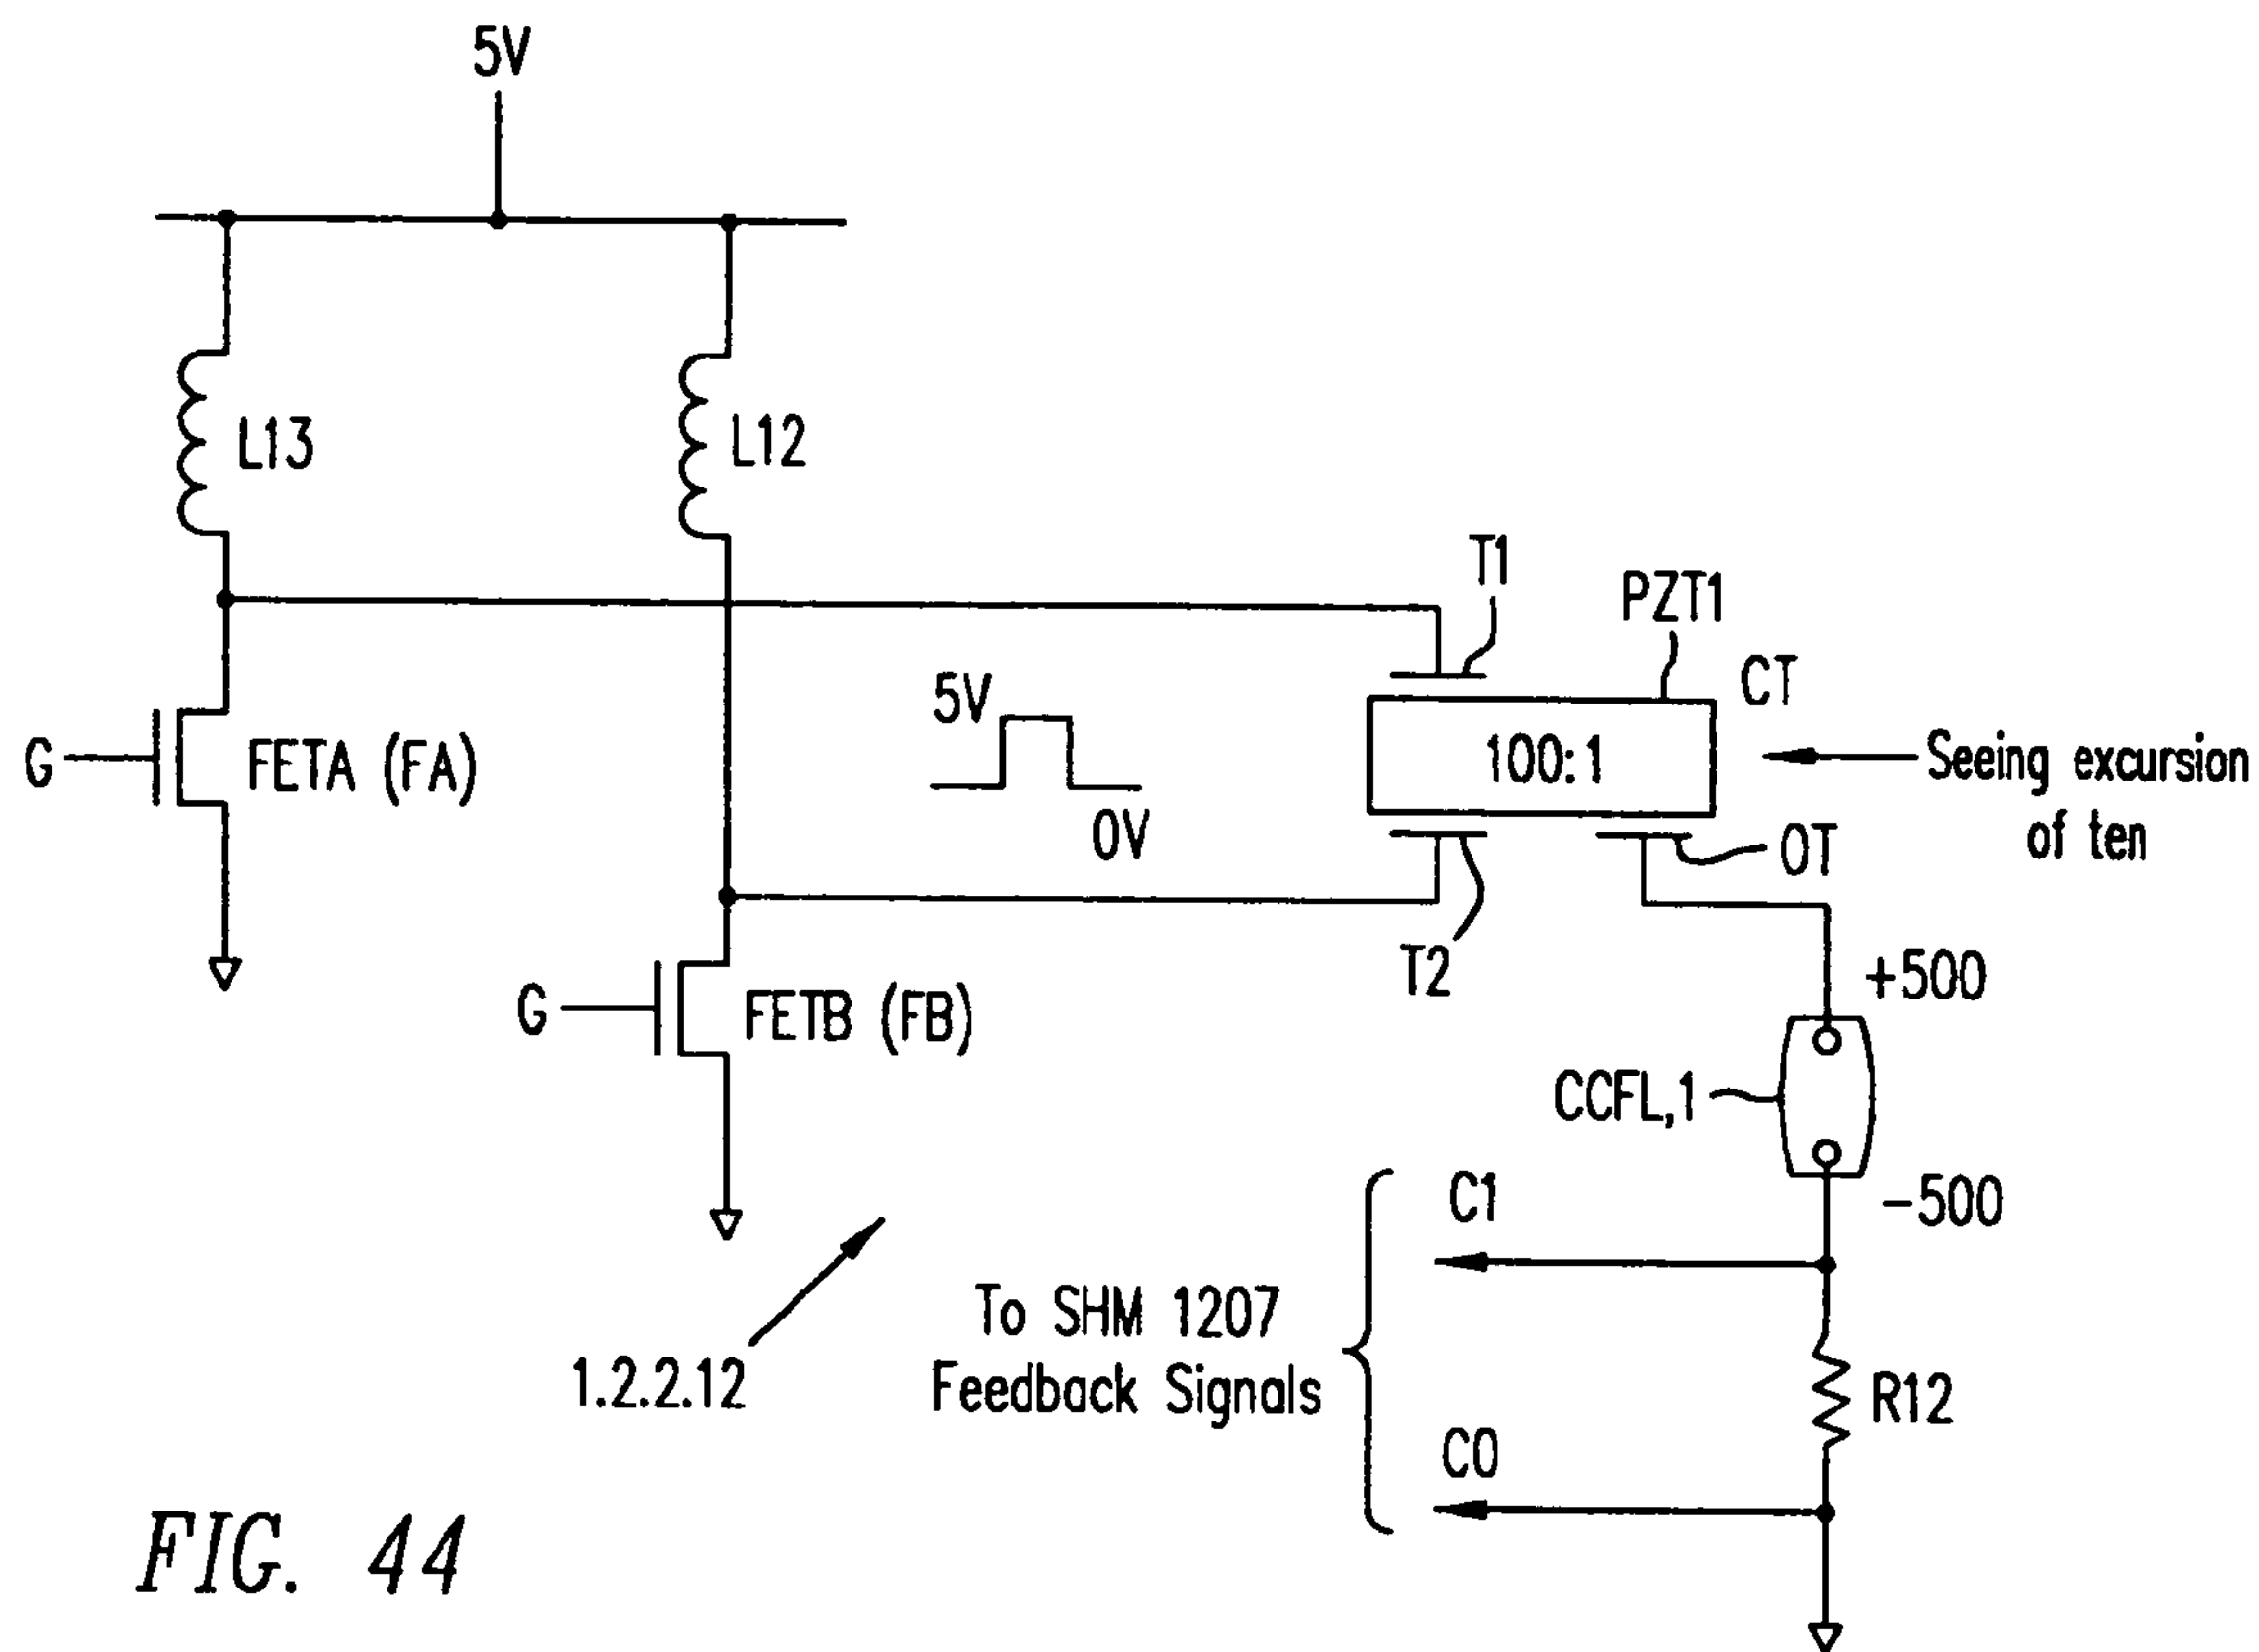 5V
L13
L12
T1
PZT1
CT
5V
0V
100:1
Seeing excursion
of ten
G
FETA (FA)
OT
T2
G
FETB (FB)
+500
CCFL,1
-500
C1
To SHM 1207
Feedback Signals
1.2.2.12
R12
C0
FIG. 44